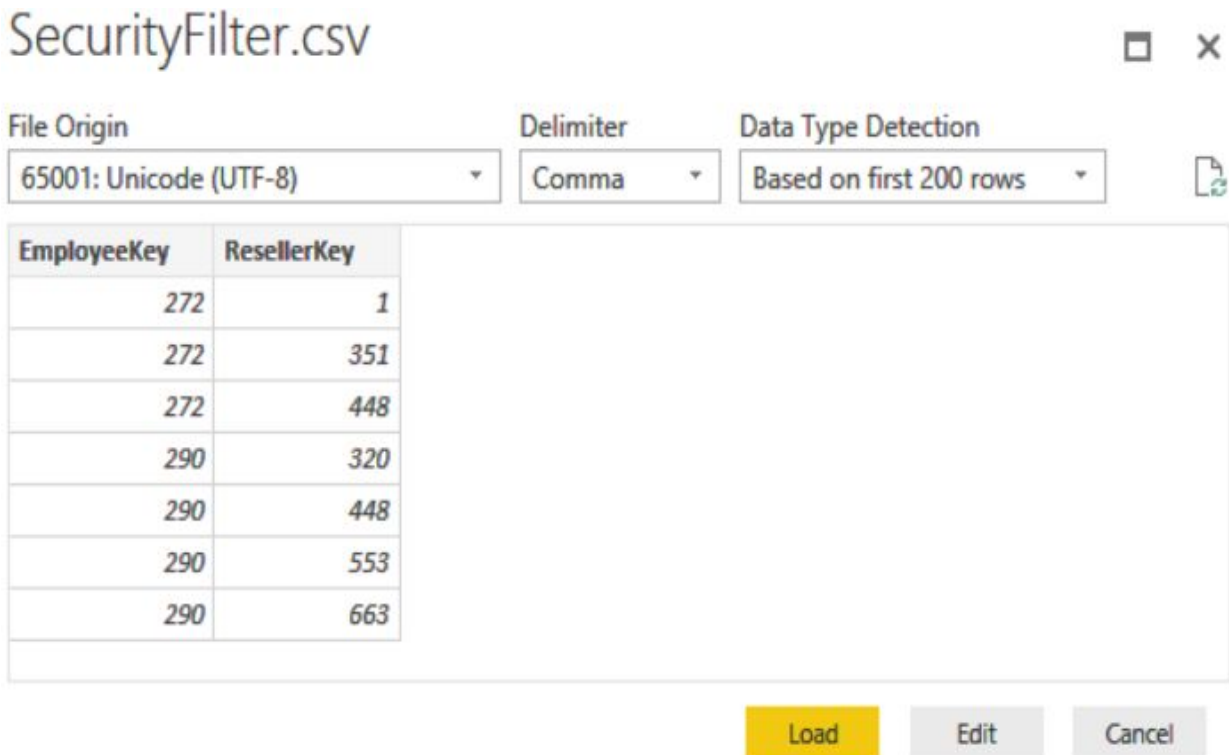 SecurityFilter.csv
File Origin Delimiter Data Type Detection
65001: Unicode (UTF-8) Comma Based on first 200 rows
EmployeeKey ResellerKey
272 1
272 351
272 448
290 320
290 448
290 553
290 663
Load Edit Cancel